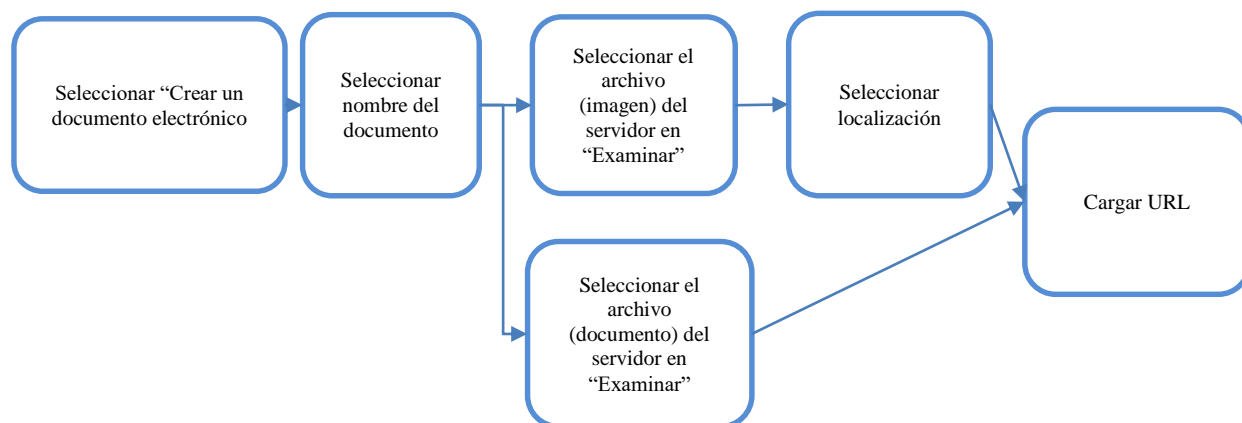 Seleccionar “Crear un
documento electrónico
Seleccionar
nombre del
documento
Seleccionar el
archivo
(imagen) del
servidor en
“Examinar”
Seleccionar
localización
Cargar URL
Seleccionar el
archivo
(documento) del
servidor en
“Examinar”